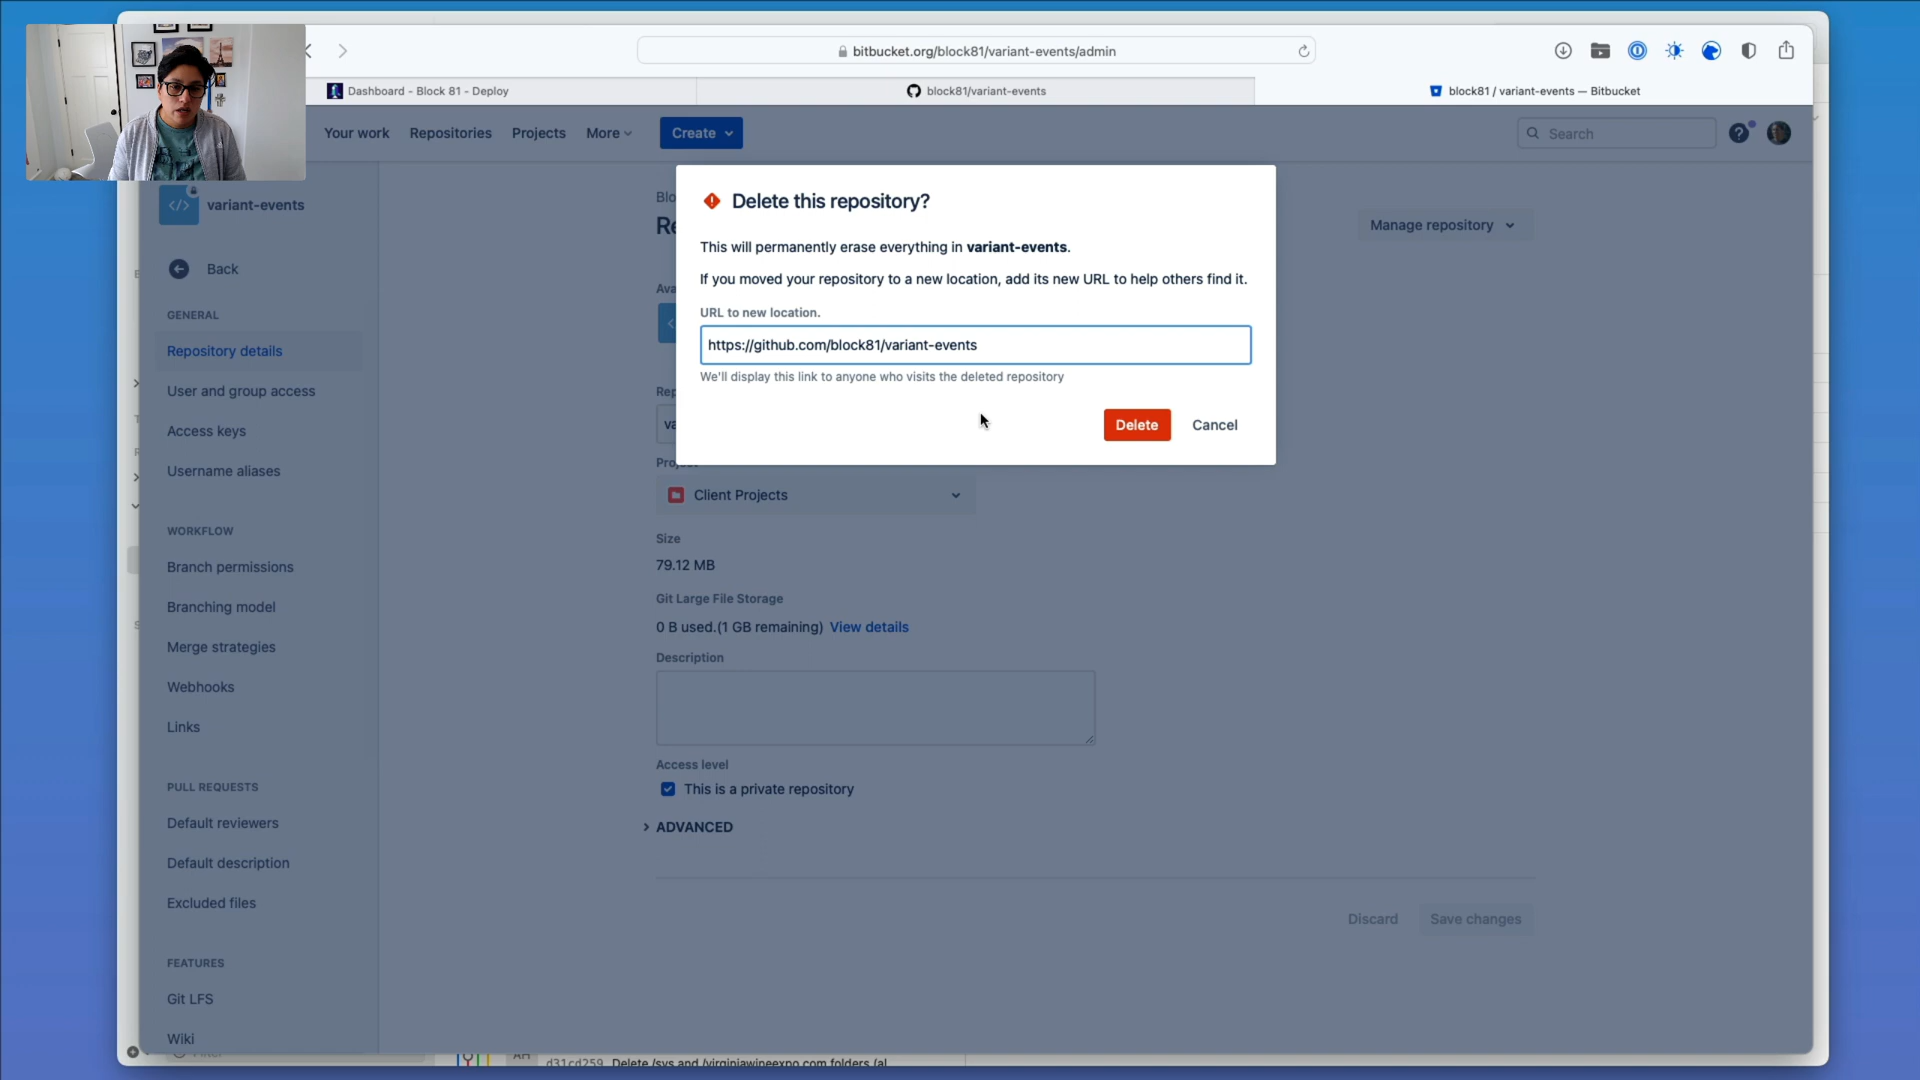 bitbucket.org/block81/variant-events/admin
Dashboard - Block 81 - Deploy
block81/variant-events
block81 / variant-events — Bitbucket
Your work
Repositories
Projects
More
Create
Search
variant-events
Manage repository
Back
Delete this repository?
This will permanently erase everything in variant-events.
If you moved your repository to a new location, add its new URL to help others find it.
URL to new location.
https://github.com/block81/variant-events
We'll display this link to anyone who visits the deleted repository
Delete
Cancel
GENERAL
Repository details
User and group access
Access keys
Username aliases
WORKFLOW
Branch permissions
Branching model
Merge strategies
Webhooks
Links
PULL REQUESTS
Default reviewers
Default description
Excluded files
FEATURES
Git LFS
Wiki
Client Projects
Size
79.12 MB
Git Large File Storage
0 B used.(1 GB remaining) View details
Description
Access level
This is a private repository
ADVANCED
Discard
Save changes
d31cd259 Delete /sys and /virginiawineexpo.com folders (al